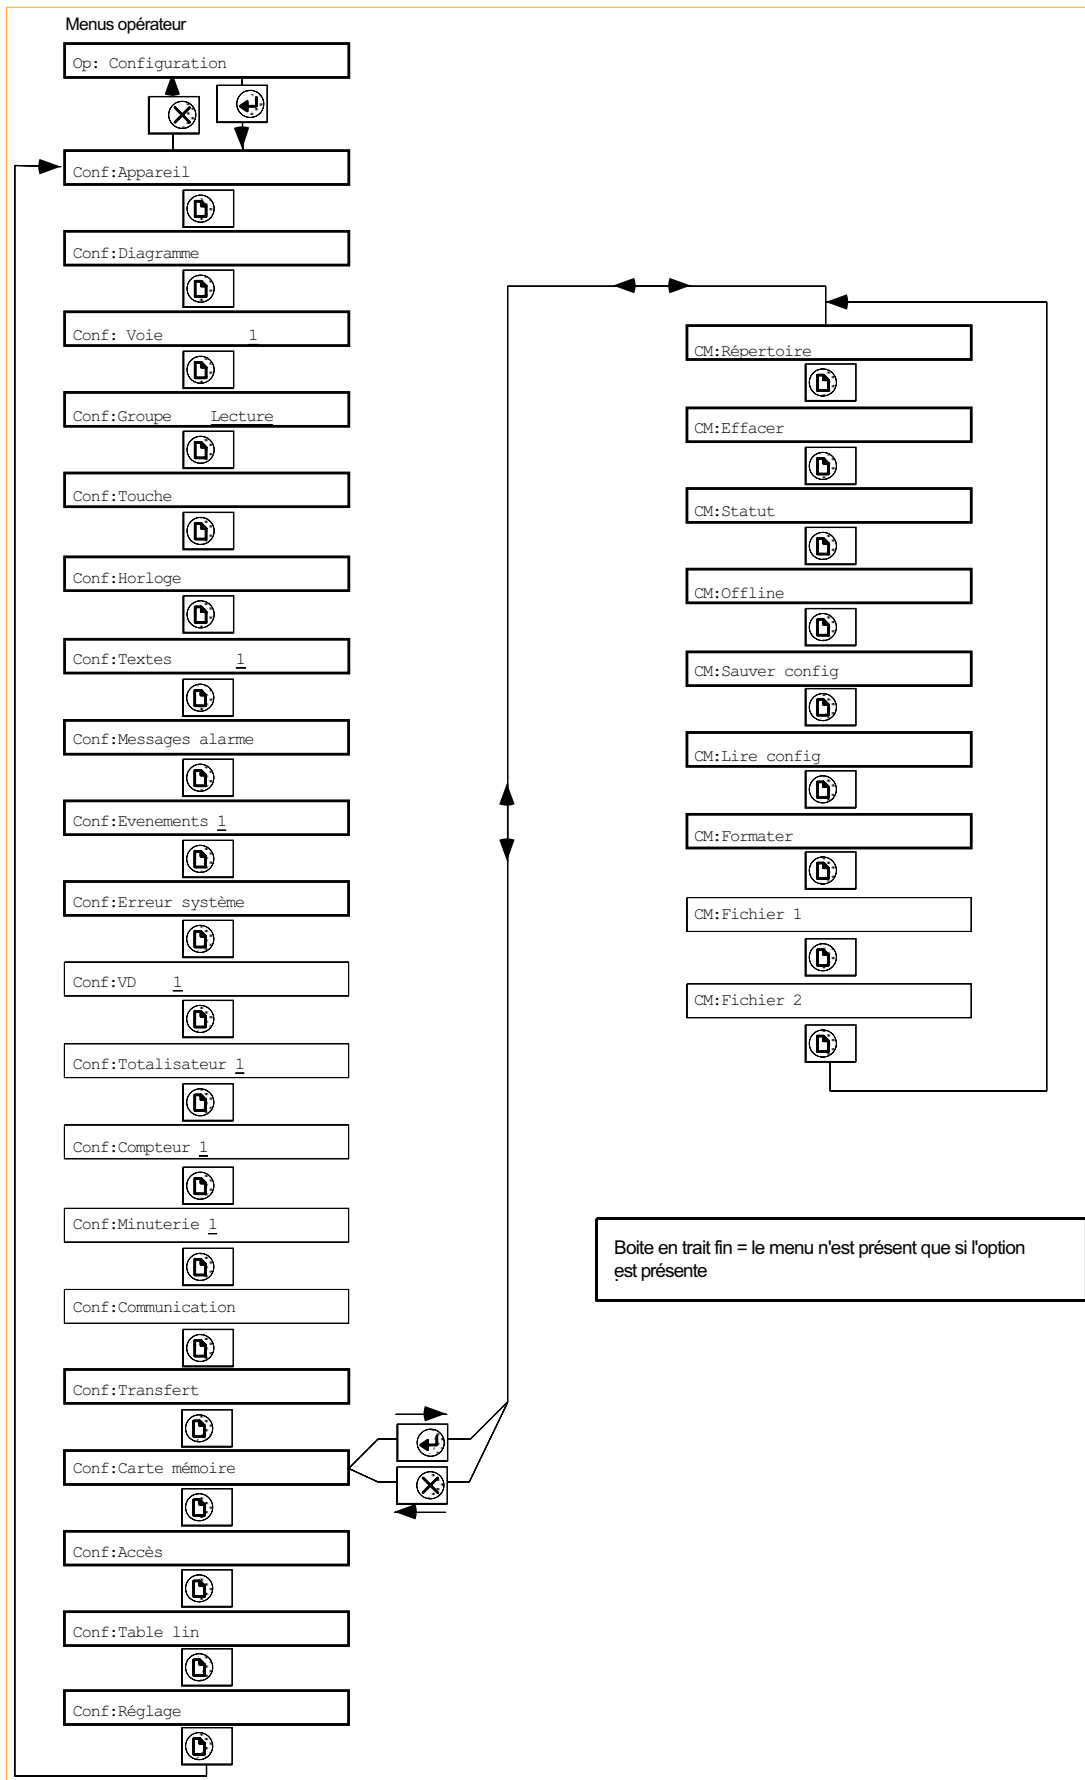 Menus opérateur
Op: Configuration
Conf:Appareil
Conf:Diagramme
Conf: Voie 1
Conf:Groupe Lecture
Conf:Touche
Conf:Horloge
Conf:Textes 1
Conf:Messages alarme
Conf:Evenements 1
Conf:Erreur système
Conf:VD 1
Conf:Totalisateur 1
Conf:Compteur 1
Conf:Minuterie 1
Conf:Communication
Conf:Transfert
Conf:Carte mémoire
Conf:Accès
Conf:Table lin
Conf:Réglage
CM:Répertoire
CM:Effacer
CM:Statut
CM:Offline
CM:Sauver config
CM:Lire config
CM:Formater
CM:Fichier 1
CM:Fichier 2
Boite en trait fin = le menu n'est présent que si l'option
est présente